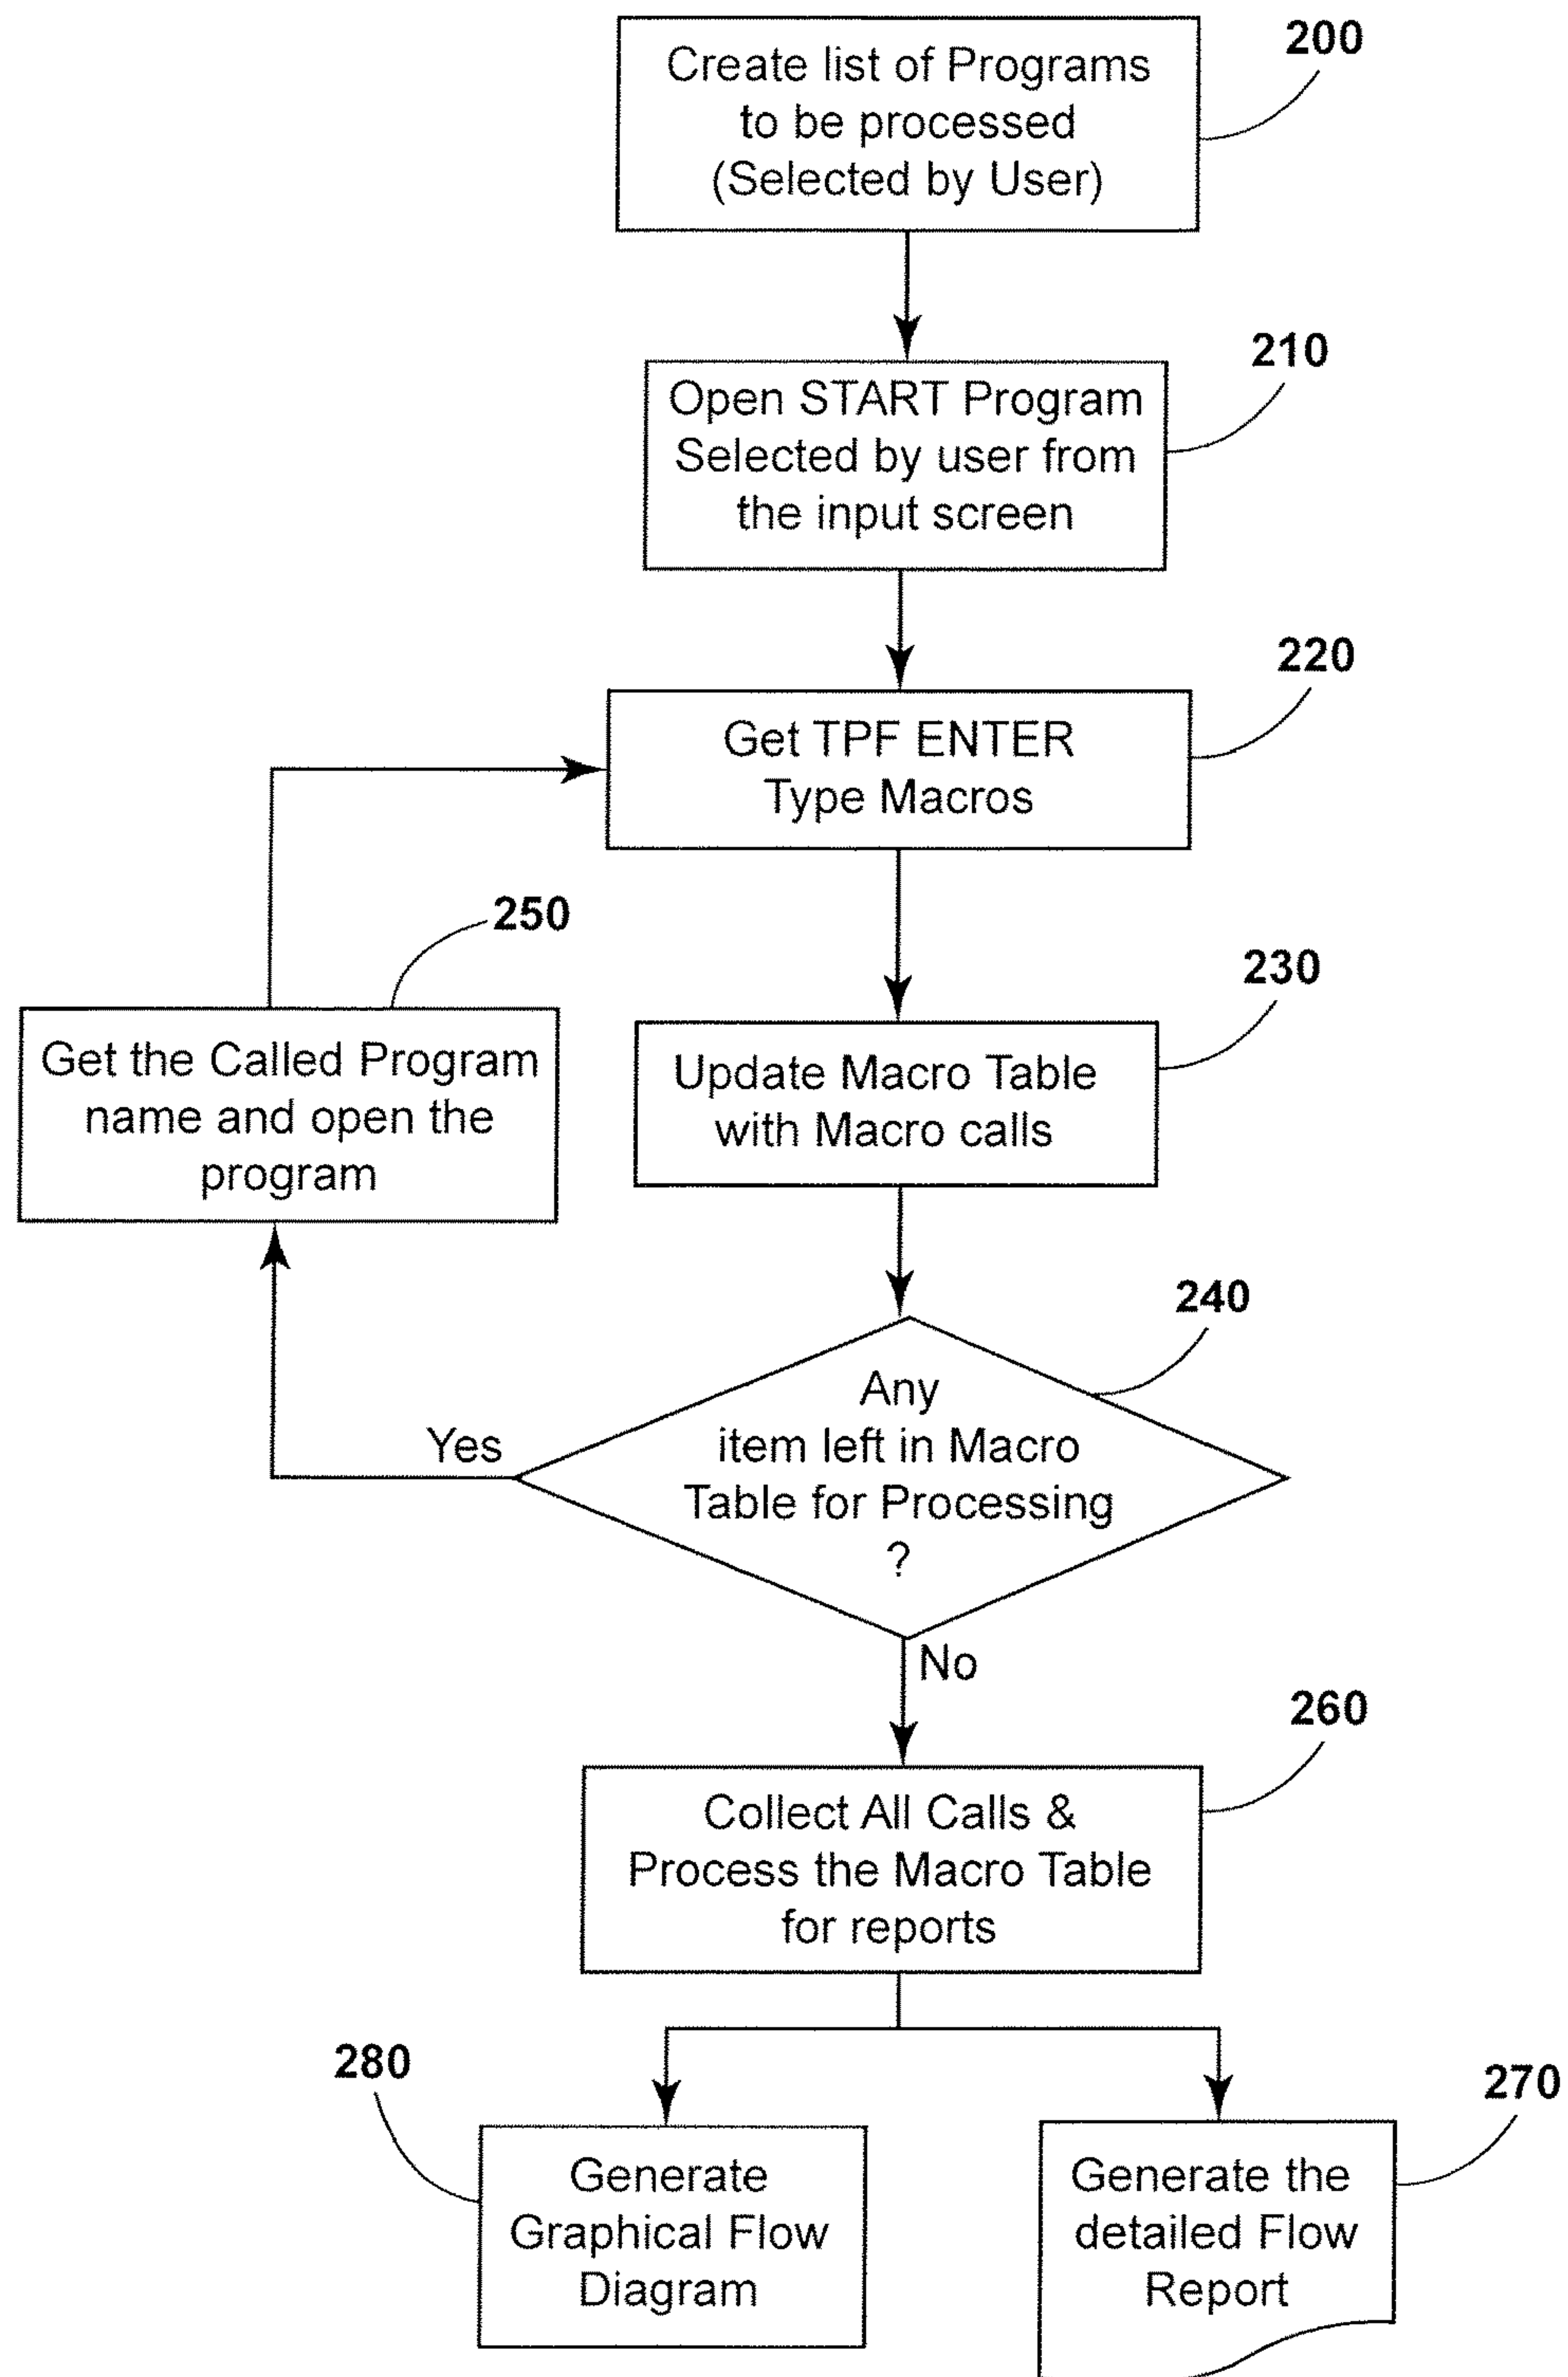 200
Create list of Programs
to be processed
(Selected by User)
210
Open START Program
Selected by user from
the input screen
220
Get TPF ENTER
Type Macros
250
Get the Called Program
name and open the
program
230
Update Macro Table
with Macro calls
240
Any
item left in Macro
Table for Processing
?
Yes
No
260
Collect All Calls &
Process the Macro Table
for reports
280
Generate
Graphical Flow
Diagram
270
Generate the
detailed Flow
Report